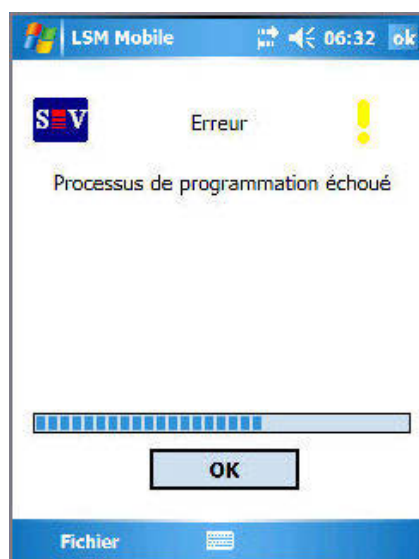 LSM Mobile 06:32 ok
S V
Erreur
Processus de programmation échoué
OK
Fichier